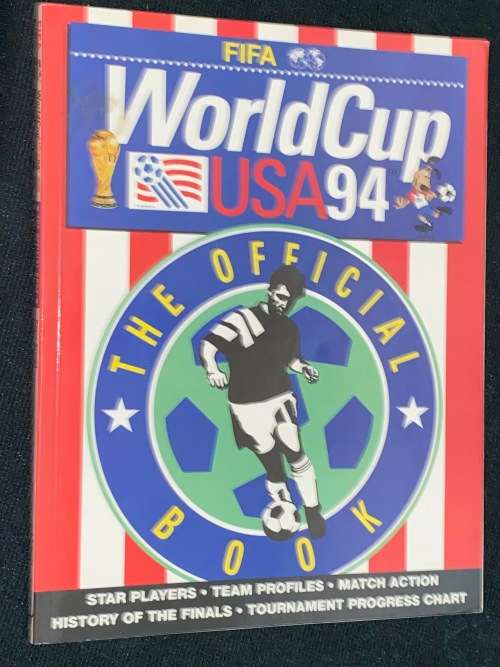 FIFA
WorldCup
USA94
THE OFFICIAL
BOOK
STAR PLAYERS • TEAM PROFILES • MATCH ACTION
HISTORY OF THE FINALS • TOURNAMENT PROGRESS CHART